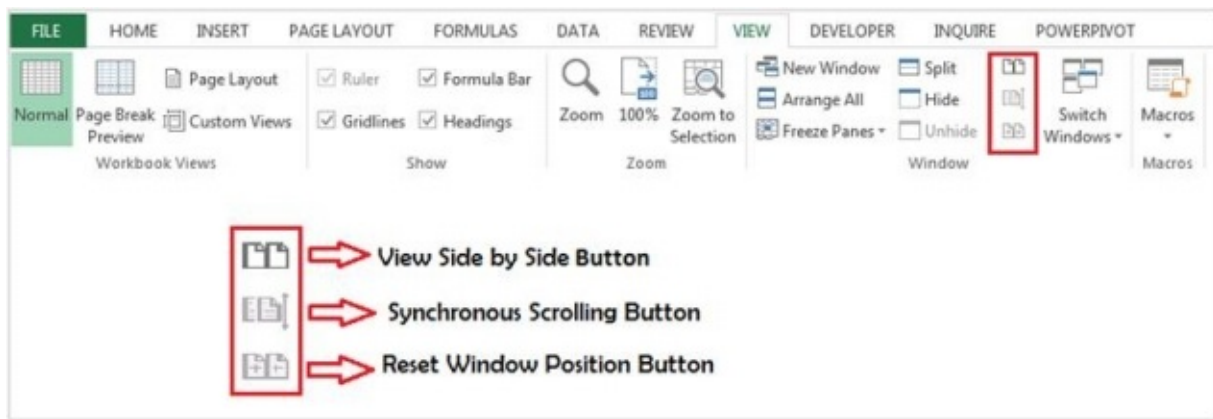 FILE HOME INSERT PAGE LAYOUT FORMULAS DATA REVIEW VIEW DEVELOPER INQUIRE POWERPIVOT
Normal
Page Break
Preview
Page Layout
Custom Views
Workbook Views
Ruler
Formula Bar
Gridlines
Headings
Show
Zoom
100%
Zoom to
Selection
Zoom
New Window
Arrange All
Freeze Panes
Split
Hide
Unhide
Switch
Windows
Window
Macros
Macros
View Side by Side Button
Synchronous Scrolling Button
Reset Window Position Button